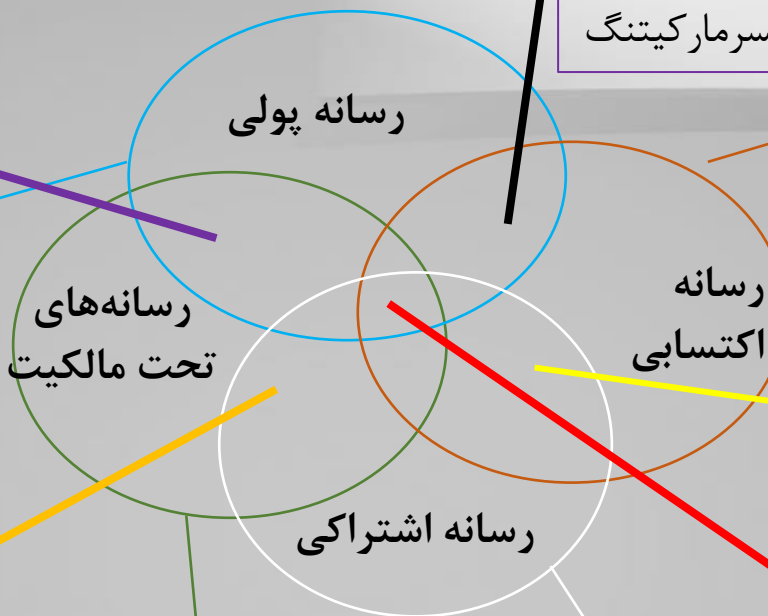 سرمارکیتنگ
رسانه پولی
رسانه
اکتسابی
رسانه‌های
تحت مالکیت
رسانه اشتراکی